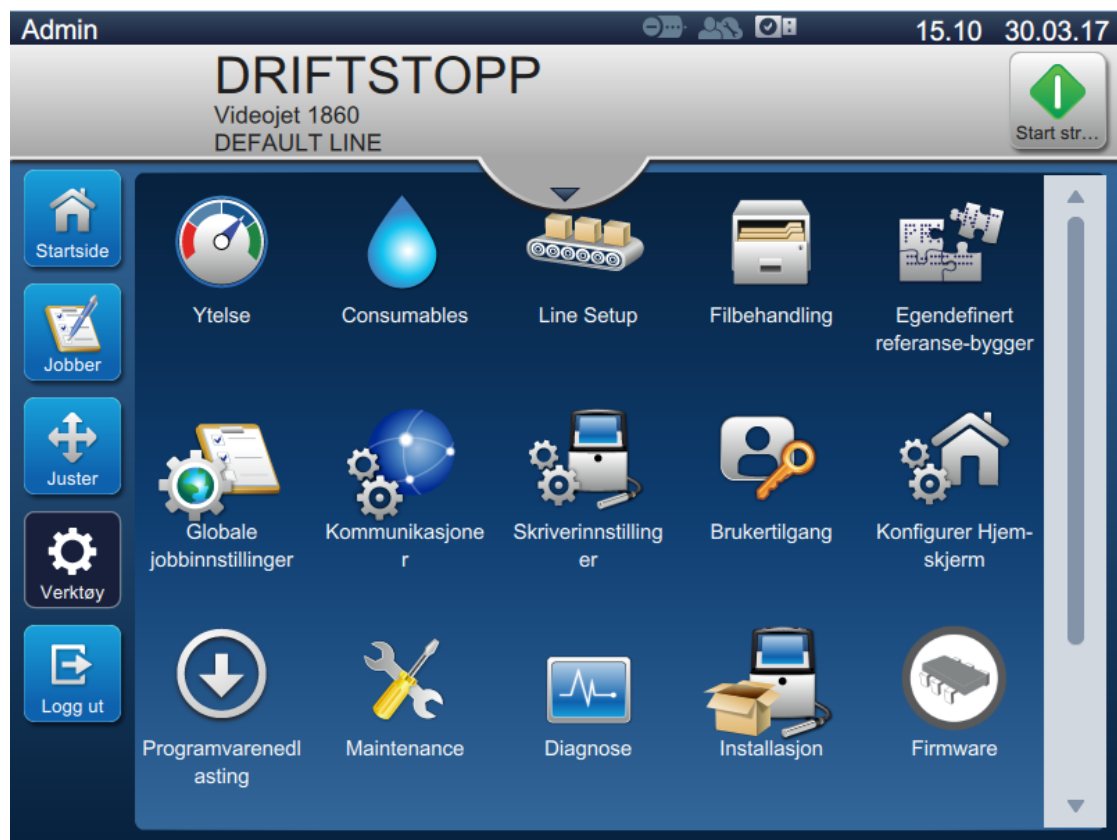 Admin
15.10 30.03.17
DRIFTSTOPP
Videojet 1860
DEFAULT LINE
Start str...
Startside
Jobber
Juster
Verktøy
Logg ut
Ytelse
Consumables
Line Setup
Filbehandling
Egendefinert
referanse-bygger
Globale
jobbinnstillinger
Kommunikasjone
r
Skriverinnstilling
er
Brukertilgang
Konfigurer Hjem-
skjerm
Programvarenedl
asting
Maintenance
Diagnose
Installasjon
Firmware